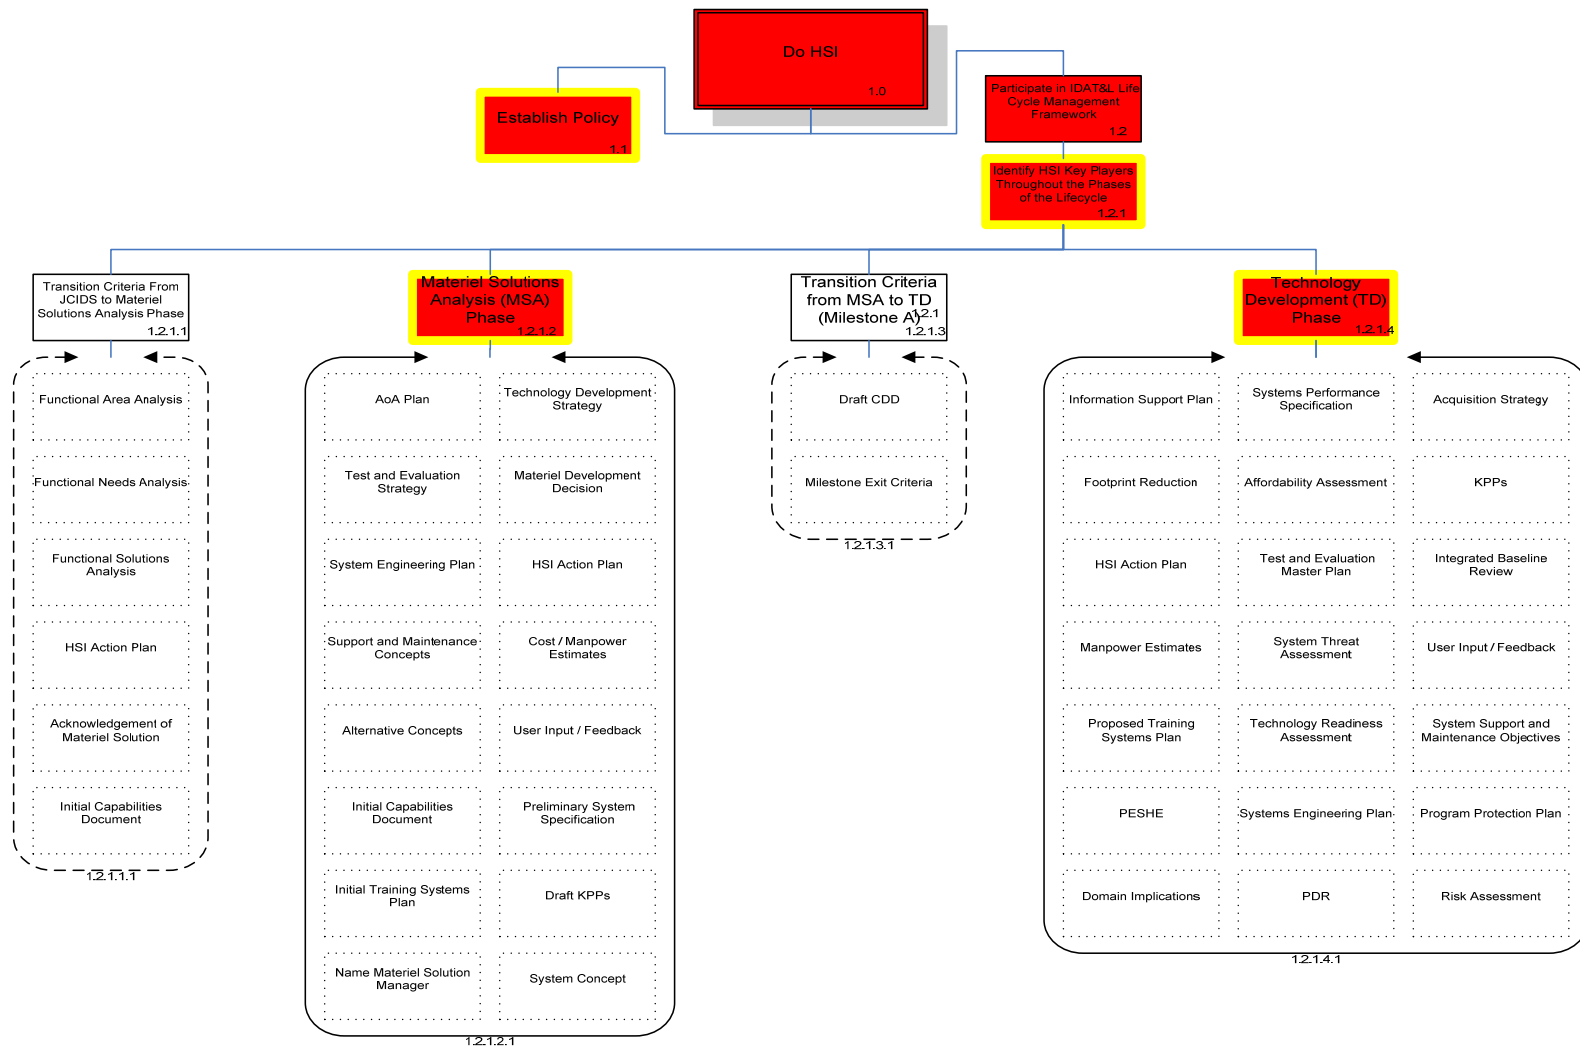 Do HSI
1.0
Establish Policy
1.1
Participate in IDAT&L Life
Cycle Management
Framework
1.2
Identify HSI Key Players
Throughout the Phases
of the Lifecycle
1.2.1
Transition Criteria From
JCIDS to Materiel
Solutions Analysis Phase
1.2.1.1
Functional Area Analysis
Functional Needs Analysis
Functional Solutions
Analysis
HSI Action Plan
Acknowledgement of
Materiel Solution
Initial Capabilities
Document
1.2.1.1.1
Materiel Solutions
Analysis (MSA)
Phase
1.2.1.2
AoA Plan
Technology Development
Strategy
Test and Evaluation
Strategy
Materiel Development
Decision
System Engineering Plan
HSI Action Plan
Support and Maintenance
Concepts
Cost / Manpower
Estimates
Alternative Concepts
User Input / Feedback
Initial Capabilities
Document
Preliminary System
Specification
Initial Training Systems
Plan
Draft KPPs
Name Materiel Solution
Manager
System Concept
1.2.1.2.1
Transition Criteria
from MSA to TD
(Milestone A)
1.2.1
1.2.1.3
Draft CDD
Milestone Exit Criteria
1.2.1.3.1
Technology
Development (TD)
Phase
1.2.1.4
Information Support Plan
Systems Performance
Specification
Acquisition Strategy
Footprint Reduction
Affordability Assessment
KPPs
HSI Action Plan
Test and Evaluation
Master Plan
Integrated Baseline
Review
Manpower Estimates
System Threat
Assessment
User Input / Feedback
Proposed Training
Systems Plan
Technology Readiness
Assessment
System Support and
Maintenance Objectives
PESHE
Systems Engineering Plan
Program Protection Plan
Domain Implications
PDR
Risk Assessment
1.2.1.4.1